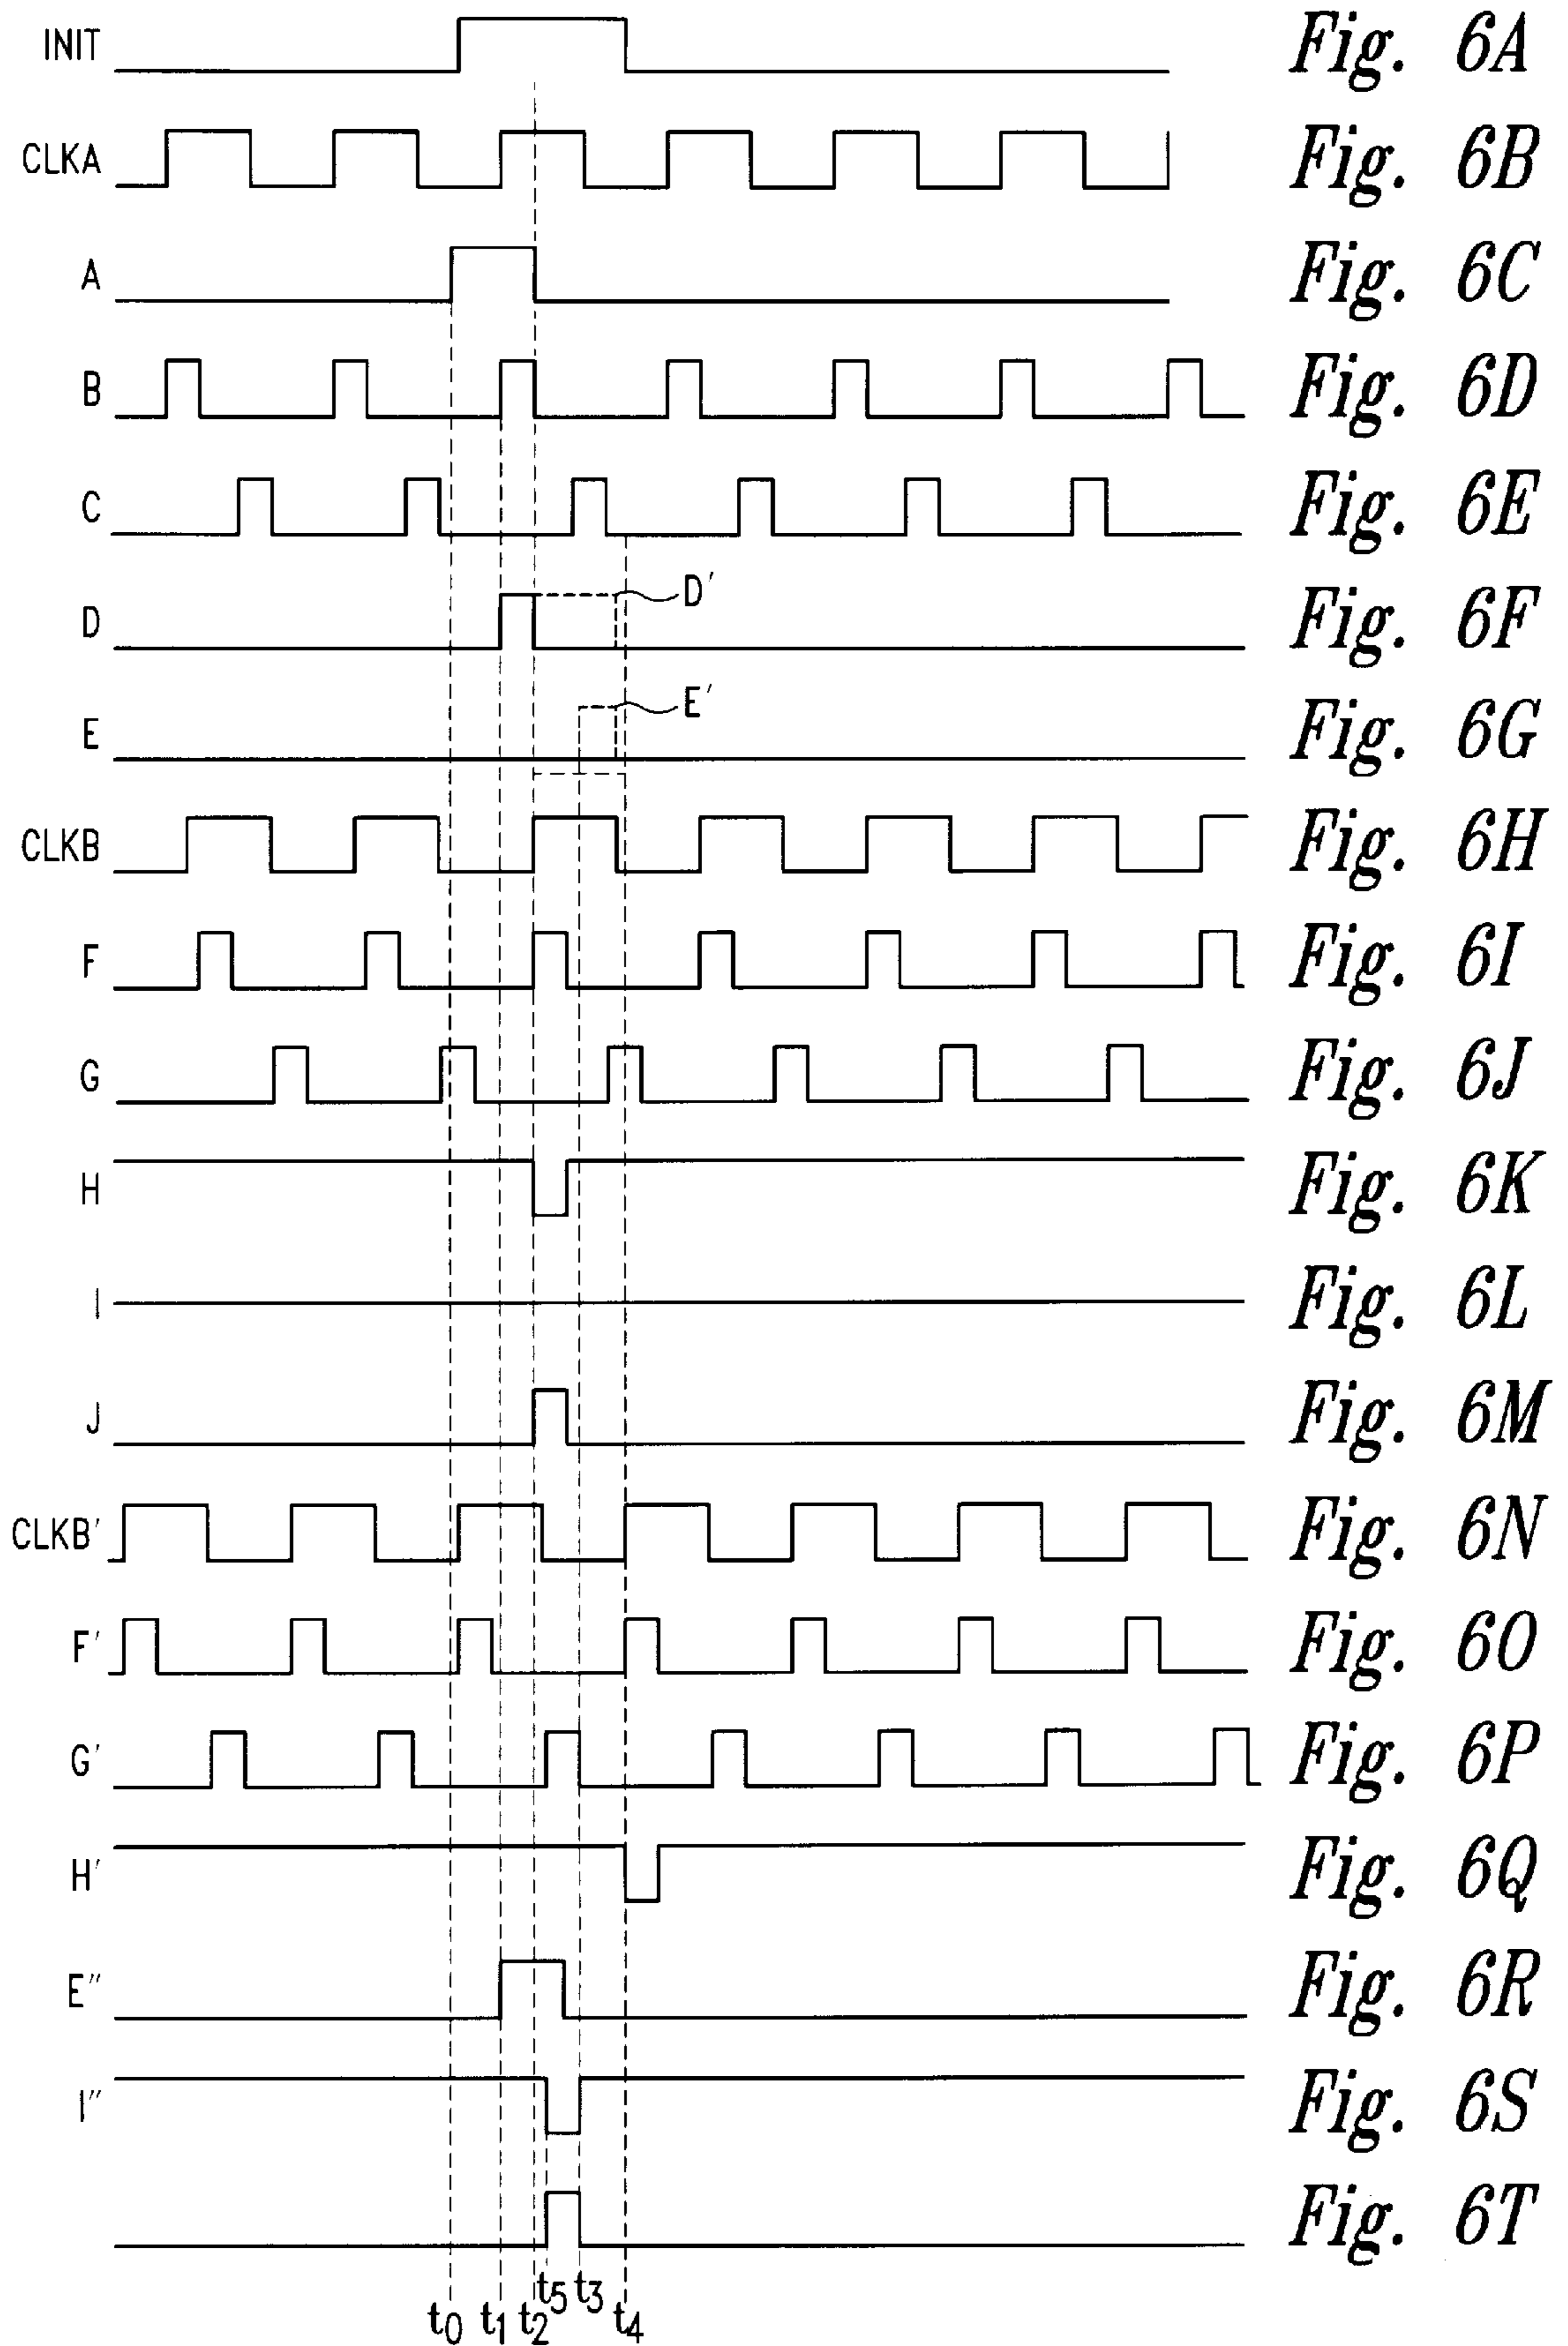 INIT Fig. 6A
CLKA Fig. 6B
A Fig. 6C
B Fig. 6D
C Fig. 6E
D D' Fig. 6F
E E' Fig. 6G
CLKB Fig. 6H
F Fig. 6I
G Fig. 6J
H Fig. 6K
I Fig. 6L
J Fig. 6M
CLKB' Fig. 6N
F' Fig. 6O
G' Fig. 6P
H' Fig. 6Q
E" Fig. 6R
I" Fig. 6S
Fig. 6T
t0 t1 t2 t5 t3 t4